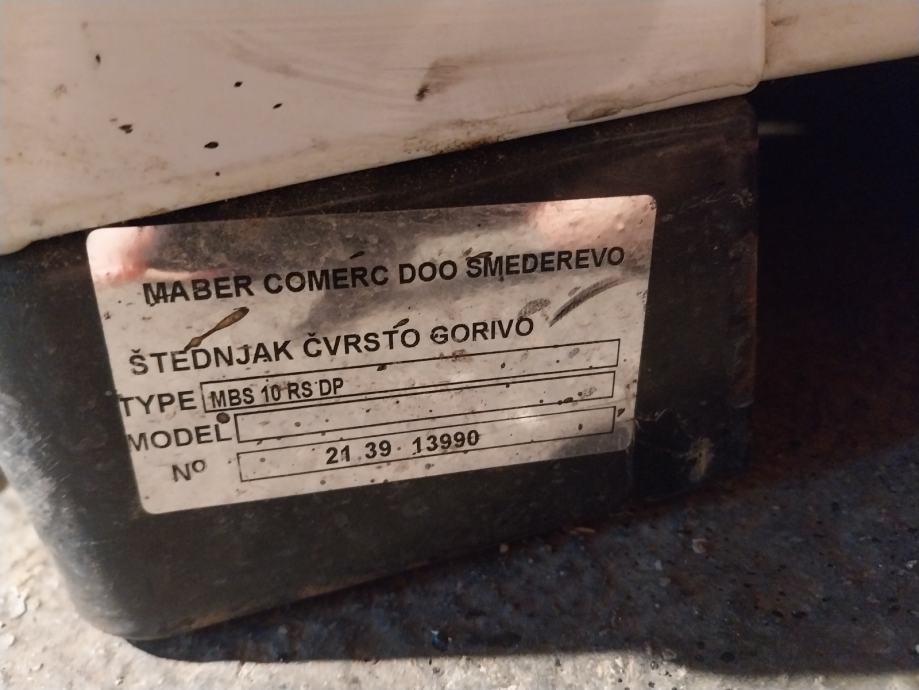 MABER COMERC DOO SMEDEREVO
ŠTEDNJAK ČVRSTO GORIVO
TYPE MBS 10 RS DP
MODEL
Nº 21 39 13990